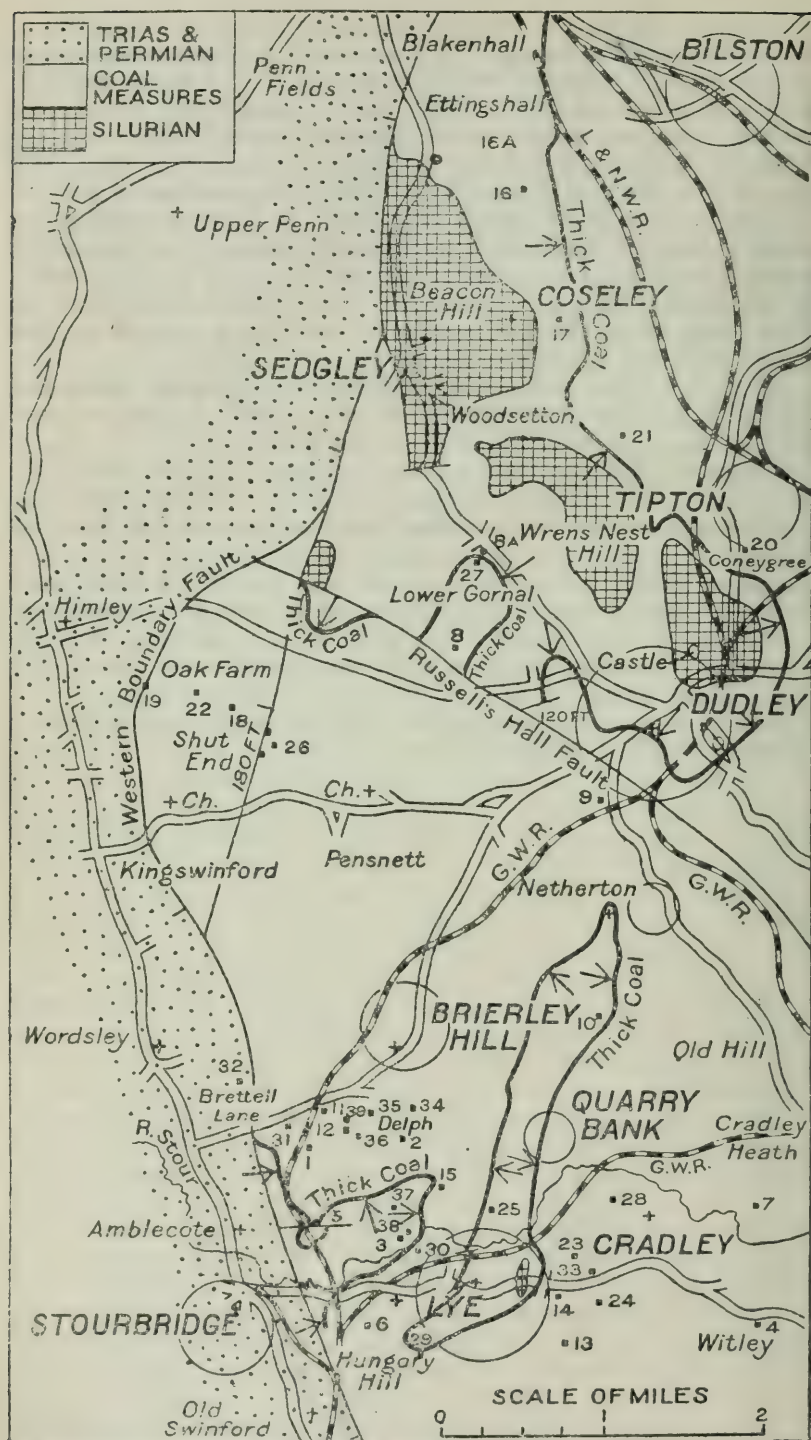 TRIAS &
PERMIAN
COAL
MEASURES
SILURIAN
Penn
Fields
Blakenhall
BILSTON
Ettingshall
16A
16
L & N.W.R.
Upper Penn
Thick Coal
Beacon
Hill
COSELEY
17
SEDGLEY
Woodsetton
21
TIPTON
Wrens Nest
Hill
8A
20
Coneygree
27
Lower Gornal
Himley
Western Boundary Fault
Thick Coal
8
Thick Coal
Castle
Oak Farm
Russell's Hall Fault
DUDLEY
19
22
18
120 FT
Shut
End
26
180 FT
9
Ch.
Ch.
Pensnett
G.W.R.
Kingswinford
Netherton
G.W.R.
BRIERLEY
HILL
10
Thick Coal
Wordsley
Old Hill
32
Brettell
Lane
QUARRY
BANK
11
39
35
34
Delph
Cradley
Heath
R. Stour
31
12
36
2
1
G.W.R.
Thick Coal
15
37
28
7
25
Amblecote
5
38
3
30
23
CRADLEY
33
STOURBRIDGE
LYE
14
24
6
4
29
Witley
13
Hungary
Hill
Old
Swinford
SCALE OF MILES
0
1
2